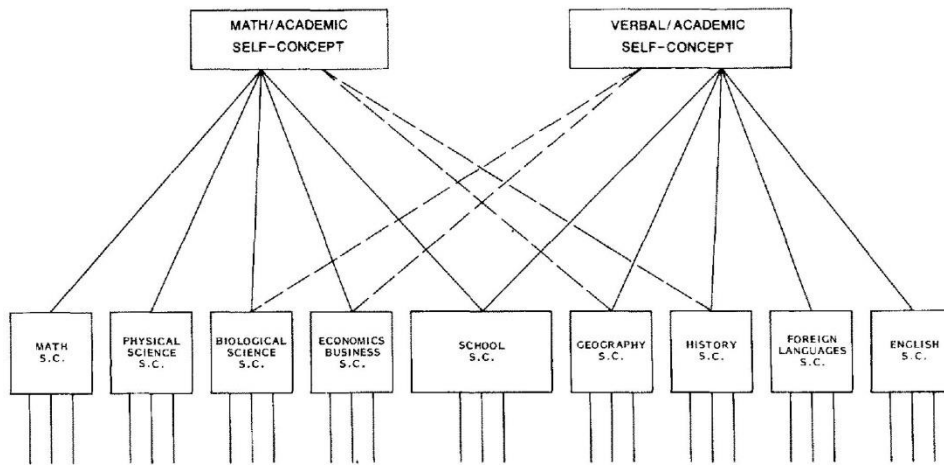 MATH/ACADEMIC
SELF-CONCEPT
VERBAL/ACADEMIC
SELF-CONCEPT
MATH
S.C.
PHYSICAL
SCIENCE
S.C.
BIOLOGICAL
SCIENCE
S.C.
ECONOMICS
BUSINESS
S.C.
SCHOOL
S.C.
GEOGRAPHY
S.C.
HISTORY
S.C.
FOREIGN
LANGUAGES
S.C.
ENGLISH
S.C.